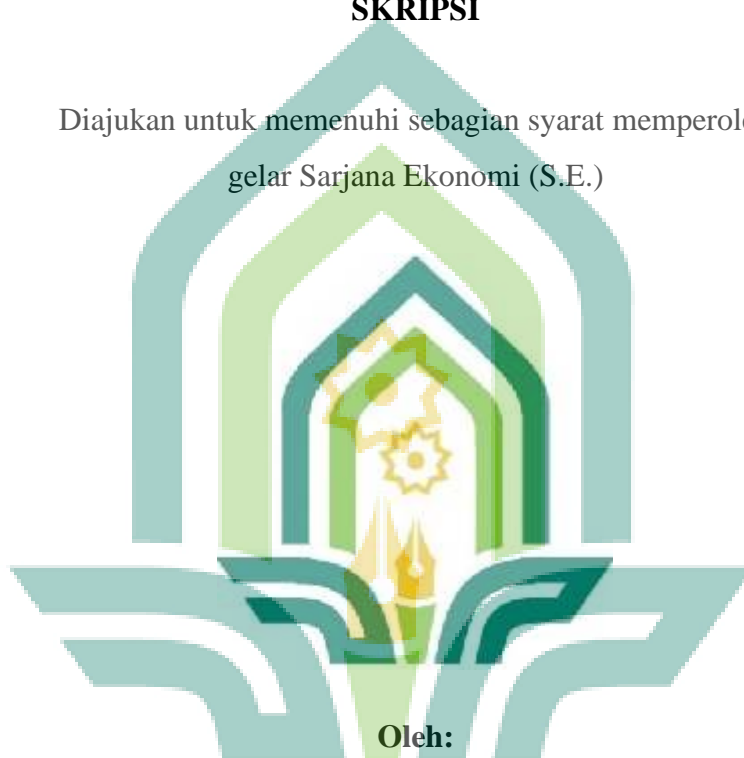 SKRIPSI
Diajukan untuk memenuhi sebagian syarat memperole
gelar Sarjana Ekonomi (S.E.)
Oleh: